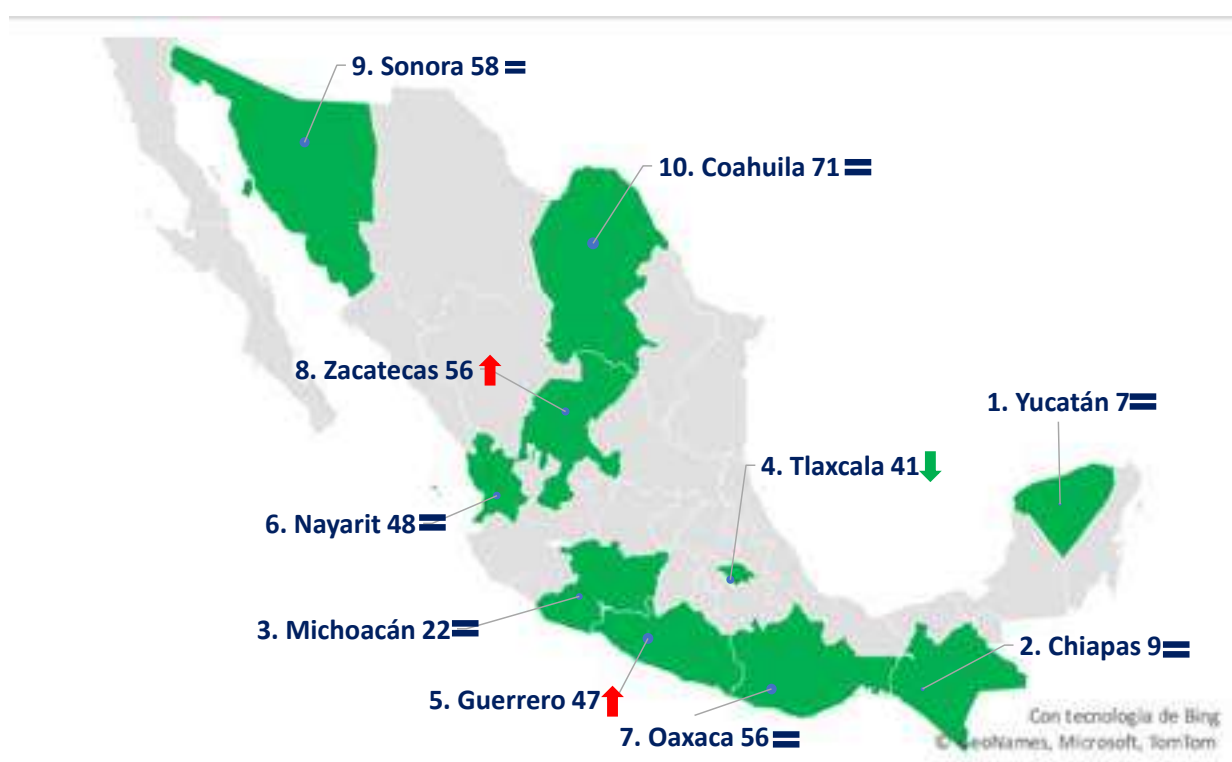 9. Sonora 58
10. Coahuila 71
8. Zacatecas 56
1. Yucatán 7
4. Tlaxcala 41
6. Nayarit 48
3. Michoacán 22
2. Chiapas 9
5. Guerrero 47
7. Oaxaca 56
Con tecnología de Bing
© GeoNames, Microsoft, TomTom